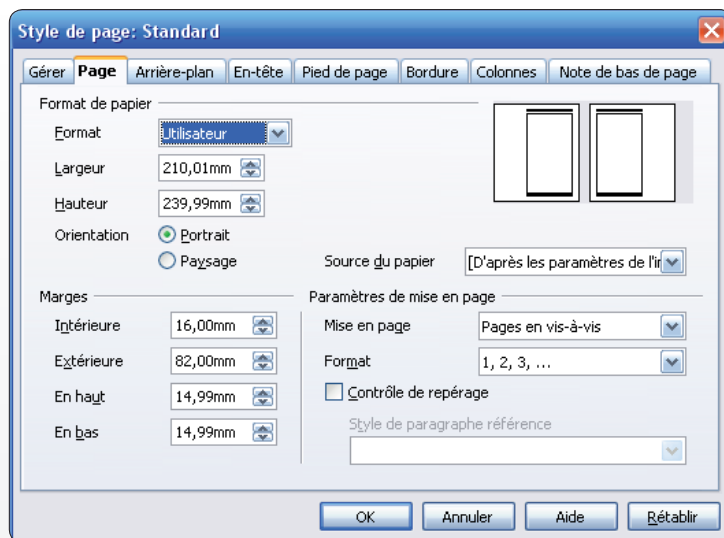 Style de page: Standard
Gérer Page Arrière-plan En-tête Pied de page Bordure Colonnes Note de bas de page
Format de papier
Format Utilisateur
Largeur 210,01mm
Hauteur 239,99mm
Orientation Portrait
Paysage Source du papier [D'après les paramètres de l'ir
Marges Paramètres de mise en page
Intérieure 16,00mm Mise en page Pages en vis-à-vis
Extérieure 82,00mm Format 1, 2, 3, ...
En haut 14,99mm Contrôle de repérage
En bas 14,99mm Style de paragraphe référence
OK Annuler Aide Rétablir